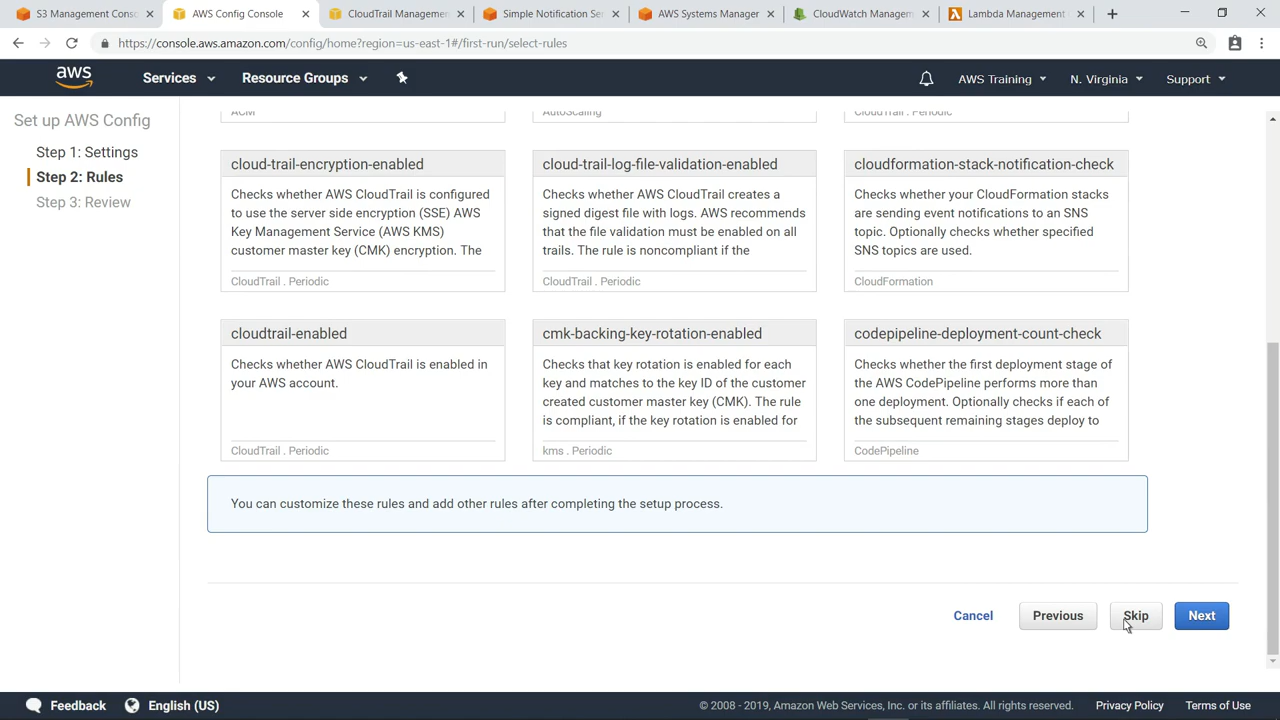 S3 Management Conso
AWS Config Console
CloudTrail Managemen
Simple Notification Se
AWS Systems Manager
CloudWatch Managem
Lambda Management
https://console.aws.amazon.com/config/home?region=us-east-1#/first-run/select-rules
aws
Services
Resource Groups
AWS Training
N. Virginia
Support
Set up AWS Config
Step 1: Settings
Step 2: Rules
Step 3: Review
ACM
AutoScaling
CloudTrail . Periodic
cloud-trail-encryption-enabled
Checks whether AWS CloudTrail is configured
to use the server side encryption (SSE) AWS
Key Management Service (AWS KMS)
customer master key (CMK) encryption. The
CloudTrail . Periodic
cloud-trail-log-file-validation-enabled
Checks whether AWS CloudTrail creates a
signed digest file with logs. AWS recommends
that the file validation must be enabled on all
trails. The rule is noncompliant if the
CloudTrail . Periodic
cloudformation-stack-notification-check
Checks whether your CloudFormation stacks
are sending event notifications to an SNS
topic. Optionally checks whether specified
SNS topics are used.
CloudFormation
cloudtrail-enabled
Checks whether AWS CloudTrail is enabled in
your AWS account.
CloudTrail . Periodic
cmk-backing-key-rotation-enabled
Checks that key rotation is enabled for each
key and matches to the key ID of the customer
created customer master key (CMK). The rule
is compliant, if the key rotation is enabled for
kms . Periodic
codepipeline-deployment-count-check
Checks whether the first deployment stage of
the AWS CodePipeline performs more than
one deployment. Optionally checks if each of
the subsequent remaining stages deploy to
CodePipeline
You can customize these rules and add other rules after completing the setup process.
Cancel
Previous
Skip
Next
Feedback
English (US)
© 2008 - 2019, Amazon Web Services, Inc. or its affiliates. All rights reserved.
Privacy Policy
Terms of Use